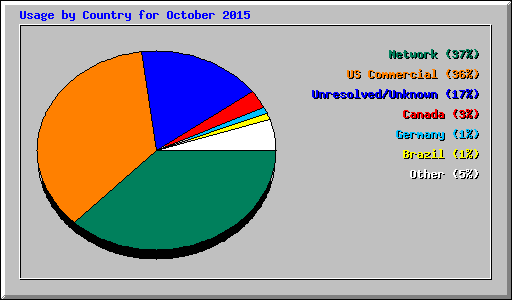 Usage by Country for October 2015
Network (37%)
US Commercial (36%)
Unresolved/Unknown (17%)
Canada (3%)
Germany (1%)
Brazil (1%)
Other (5%)